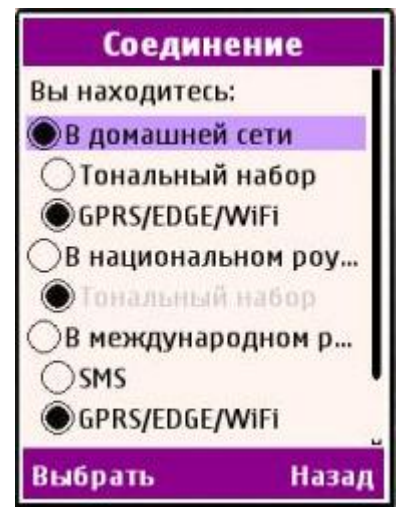 Соединение
Вы находитесь:
В домашней сети
Тональный набор
GPRS/EDGE/WiFi
В национальном роу...
Тональный набор
В международном р...
SMS
GPRS/EDGE/WiFi
Выбрать Назад